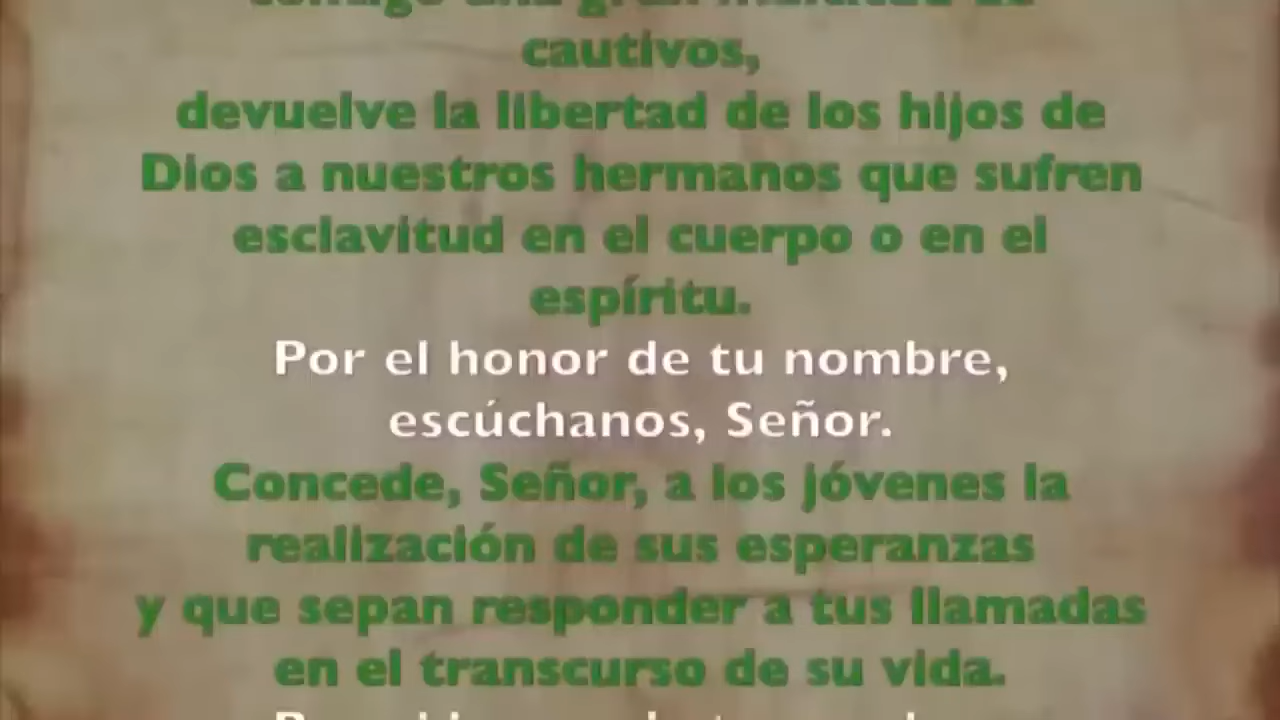 cautivos,
devuelve la libertad de los hijos de
Dios a nuestros hermanos que sufren
esclavitud en el cuerpo o en el
espíritu.
Por el honor de tu nombre,
escúchanos, Señor.
Concede, Señor, a los jóvenes la
realización de sus esperanzas
y que sepan responder a tus llamadas
en el transcurso de su vida.